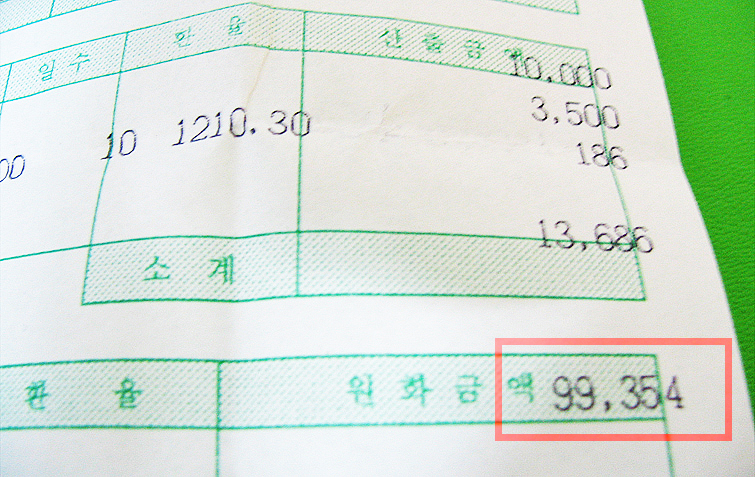 일수 환율 산출금액
10,000
3,500
10 1210.30
186
13,686
소계
환율 원화금액 99,354